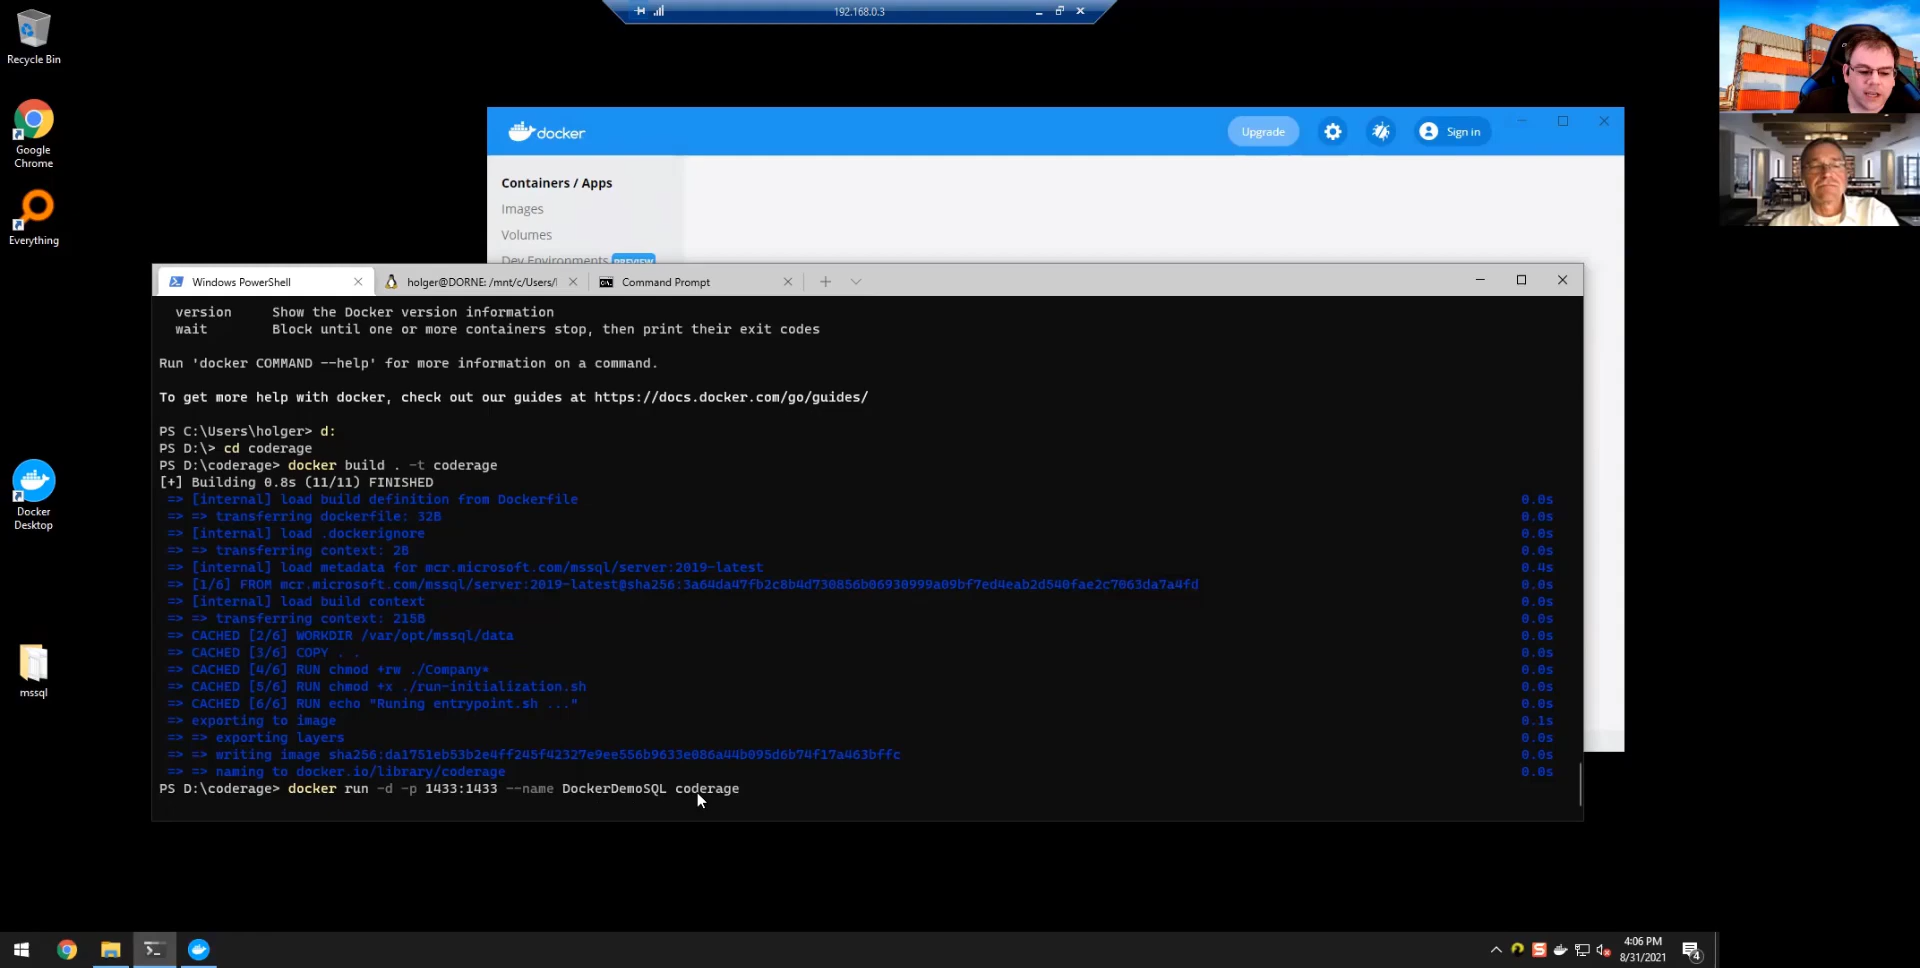 192.168.0.3
Recycle Bin
Google
Chrome
Everything
Docker
Desktop
mssql
docker
Upgrade
Sign in
Containers / Apps
Images
Volumes
Dev Environments PREVIEW
Windows PowerShell
holger@DORNE: /mnt/c/Users/
Command Prompt
version Show the Docker version information
wait Block until one or more containers stop, then print their exit codes
Run 'docker COMMAND --help' for more information on a command.
To get more help with docker, check out our guides at https://docs.docker.com/go/guides/
PS C:\Users\holger> d:
PS D:\> cd coderage
PS D:\coderage> docker build . -t coderage
[+] Building 0.8s (11/11) FINISHED
=> [internal] load build definition from Dockerfile 0.0s
=> => transferring dockerfile: 32B 0.0s
=> [internal] load .dockerignore 0.0s
=> => transferring context: 2B 0.0s
=> [internal] load metadata for mcr.microsoft.com/mssql/server:2019-latest 0.4s
=> [1/6] FROM mcr.microsoft.com/mssql/server:2019-latest@sha256:3a64da47fb2c8b4d730856b06930999a09bf7ed4eab2d540fae2c7063da7a4fd 0.0s
=> [internal] load build context 0.0s
=> => transferring context: 215B 0.0s
=> CACHED [2/6] WORKDIR /var/opt/mssql/data 0.0s
=> CACHED [3/6] COPY . . 0.0s
=> CACHED [4/6] RUN chmod +rw ./Company* 0.0s
=> CACHED [5/6] RUN chmod +x ./run-initialization.sh 0.0s
=> CACHED [6/6] RUN echo "Runing entrypoint.sh ..." 0.0s
=> exporting to image 0.1s
=> => exporting layers 0.0s
=> => writing image sha256:da1751eb53b2e4ff245f42327e9ee556b9633e086a44b095d6b74f17a463bffc 0.0s
=> => naming to docker.io/library/coderage 0.0s
PS D:\coderage> docker run -d -p 1433:1433 --name DockerDemoSQL coderage
4:06 PM
8/31/2021
4